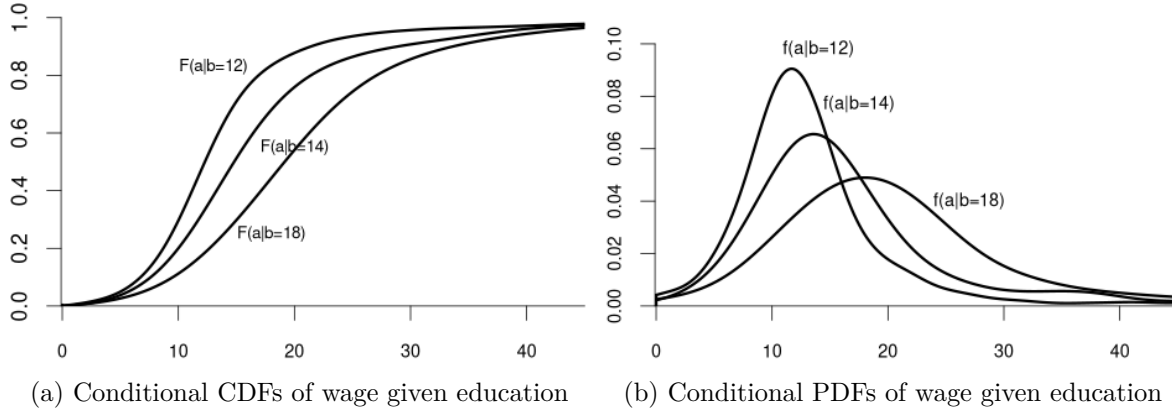 1.0
0.8
0.6
0.4
0.2
0.0
F(a|b=12)
F(a|b=14)
F(a|b=18)
0 10 20 30 40
(a) Conditional CDFs of wage given education
0.10
0.08
0.06
0.04
0.02
0.00
f(a|b=12)
f(a|b=14)
f(a|b=18)
0 10 20 30 40
(b) Conditional PDFs of wage given education